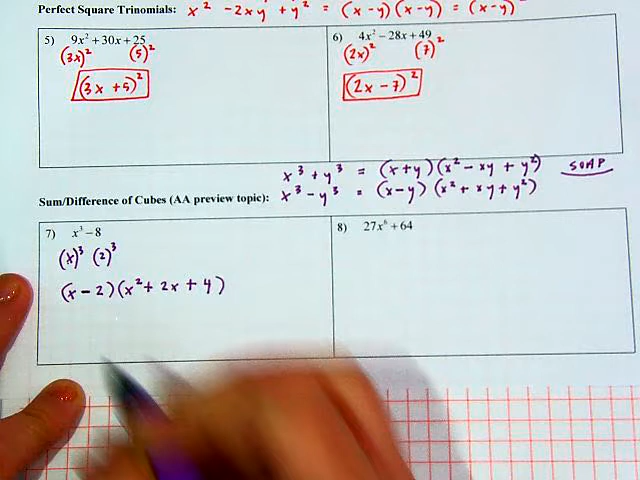 Perfect Square Trinomials: x² - 2xy + y² = (x-y)(x-y) = (x-y)²
5) 9x² + 30x + 25
(3x)² (5)²
(3x + 5)²
6) 4x² – 28x + 49
(2x)² (7)²
(2x - 7)²
x³ + y³ = (x+y)(x² - xy + y²) SOAP
Sum/Difference of Cubes (AA preview topic): x³ - y³ = (x-y)(x² + xy + y²)
7) x³ – 8
(x)³ (2)³
(x - 2)(x² + 2x + 4)
8) 27x⁶ + 64